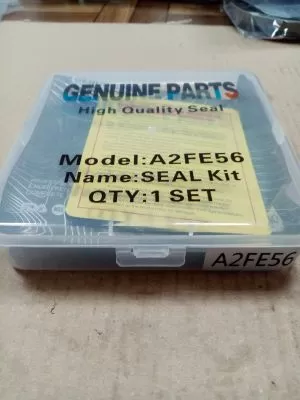 GENUINE PARTS
High Quality Seal
Model:A2FE56
Name:SEAL Kit
QTY:1 SET
A2FE56